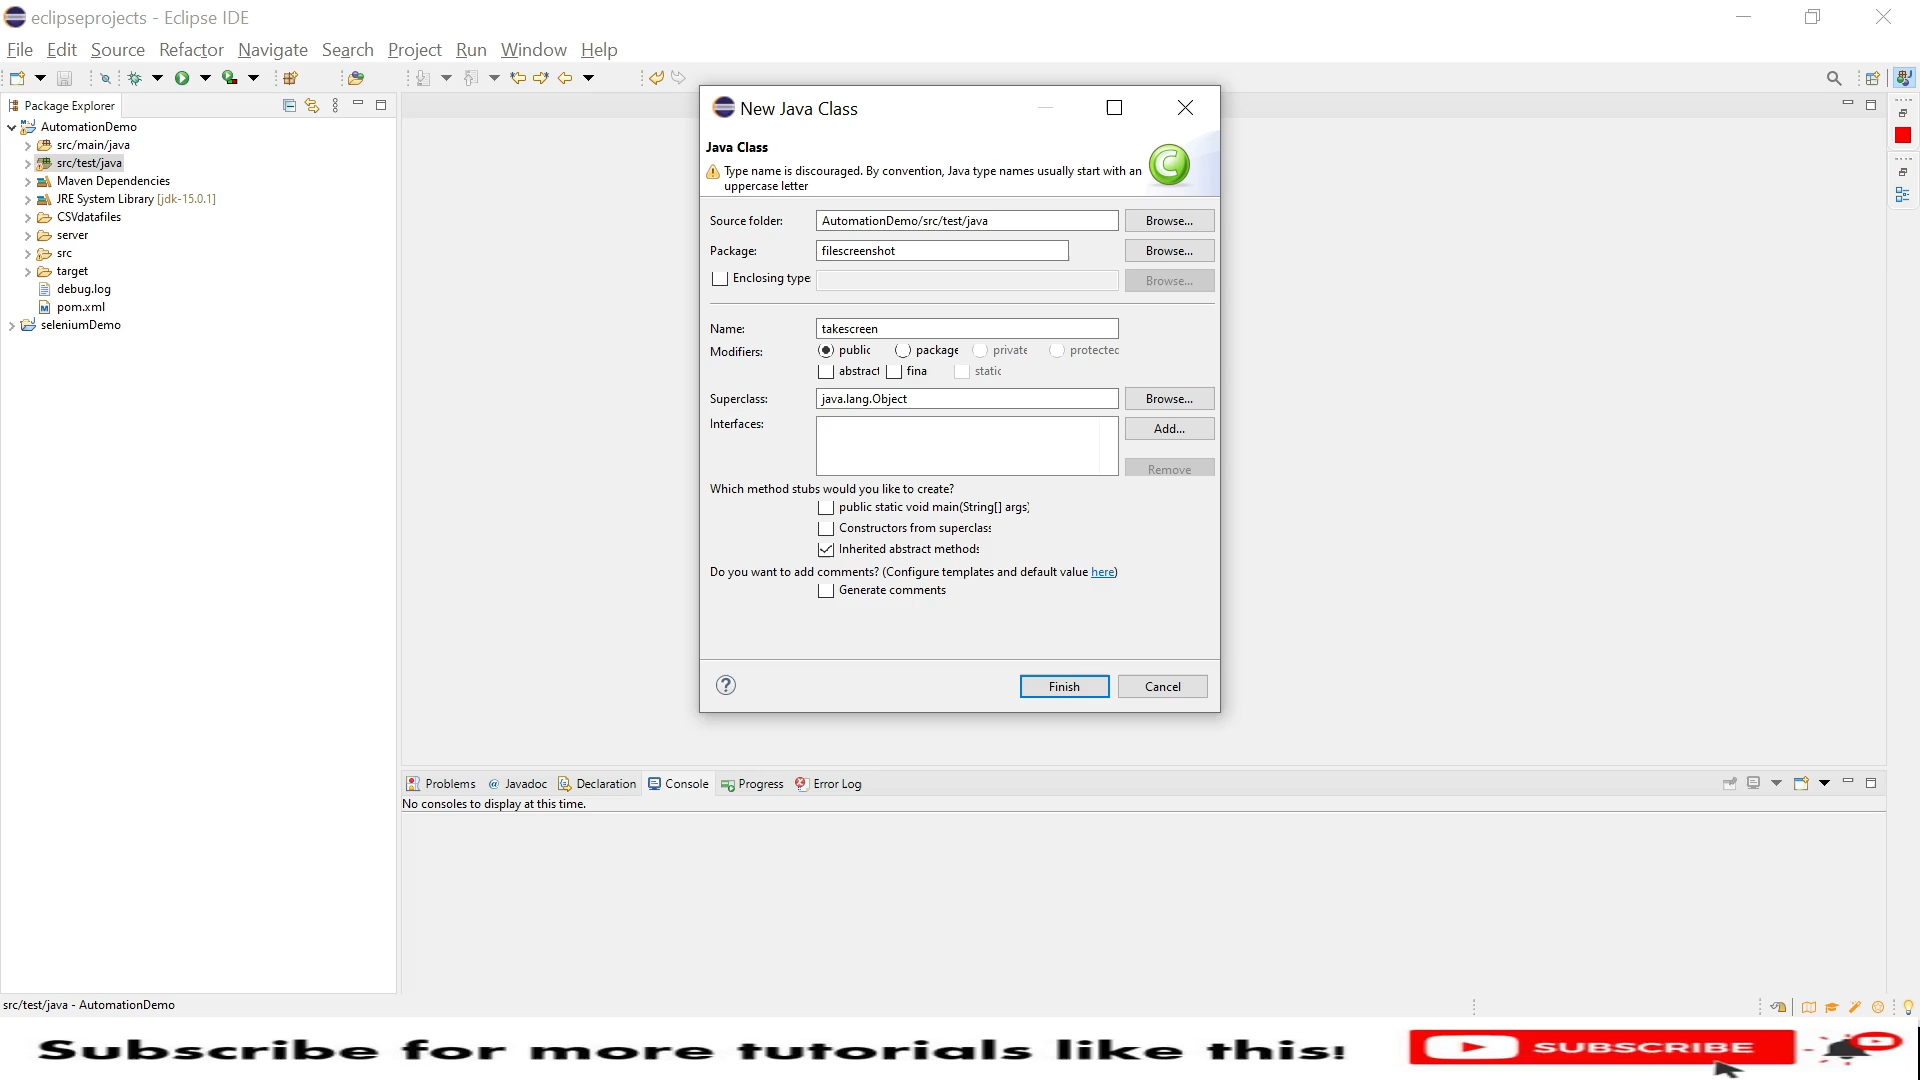 eclipseprojects - Eclipse IDE
File Edit Source Refactor Navigate Search Project Run Window Help
Package Explorer
AutomationDemo
src/main/java
src/test/java
Maven Dependencies
JRE System Library [jdk-15.0.1]
CSVdatafiles
server
src
target
debug.log
pom.xml
seleniumDemo
New Java Class
Java Class
Type name is discouraged. By convention, Java type names usually start with an
uppercase letter
Source folder: AutomationDemo/src/test/java Browse...
Package: filescreenshot Browse...
Enclosing type Browse...
Name: takescreen
Modifiers: public package private protected
abstract fina static
Superclass: java.lang.Object Browse...
Interfaces: Add...
Remove
Which method stubs would you like to create?
public static void main(String[] args)
Constructors from superclass
Inherited abstract methods
Do you want to add comments? (Configure templates and default value here)
Generate comments
Finish Cancel
Problems Javadoc Declaration Console Progress Error Log
No consoles to display at this time.
src/test/java - AutomationDemo
Subscribe for more tutorials like this! SUBSCRIBE